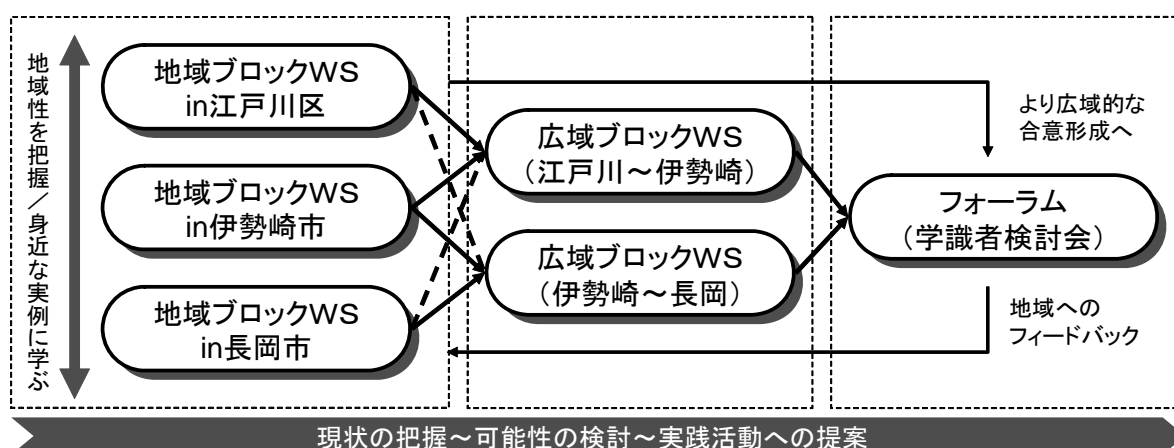 地域性を把握／身近な実例に学ぶ
地域ブロックＷＳ
in江戸川区
地域ブロックＷＳ
in伊勢崎市
地域ブロックＷＳ
in長岡市
広域ブロックＷＳ
（江戸川～伊勢崎）
広域ブロックＷＳ
（伊勢崎～長岡）
より広域的な
合意形成へ
フォーラム
（学識者検討会）
地域への
フィードバック
現状の把握～可能性の検討～実践活動への提案